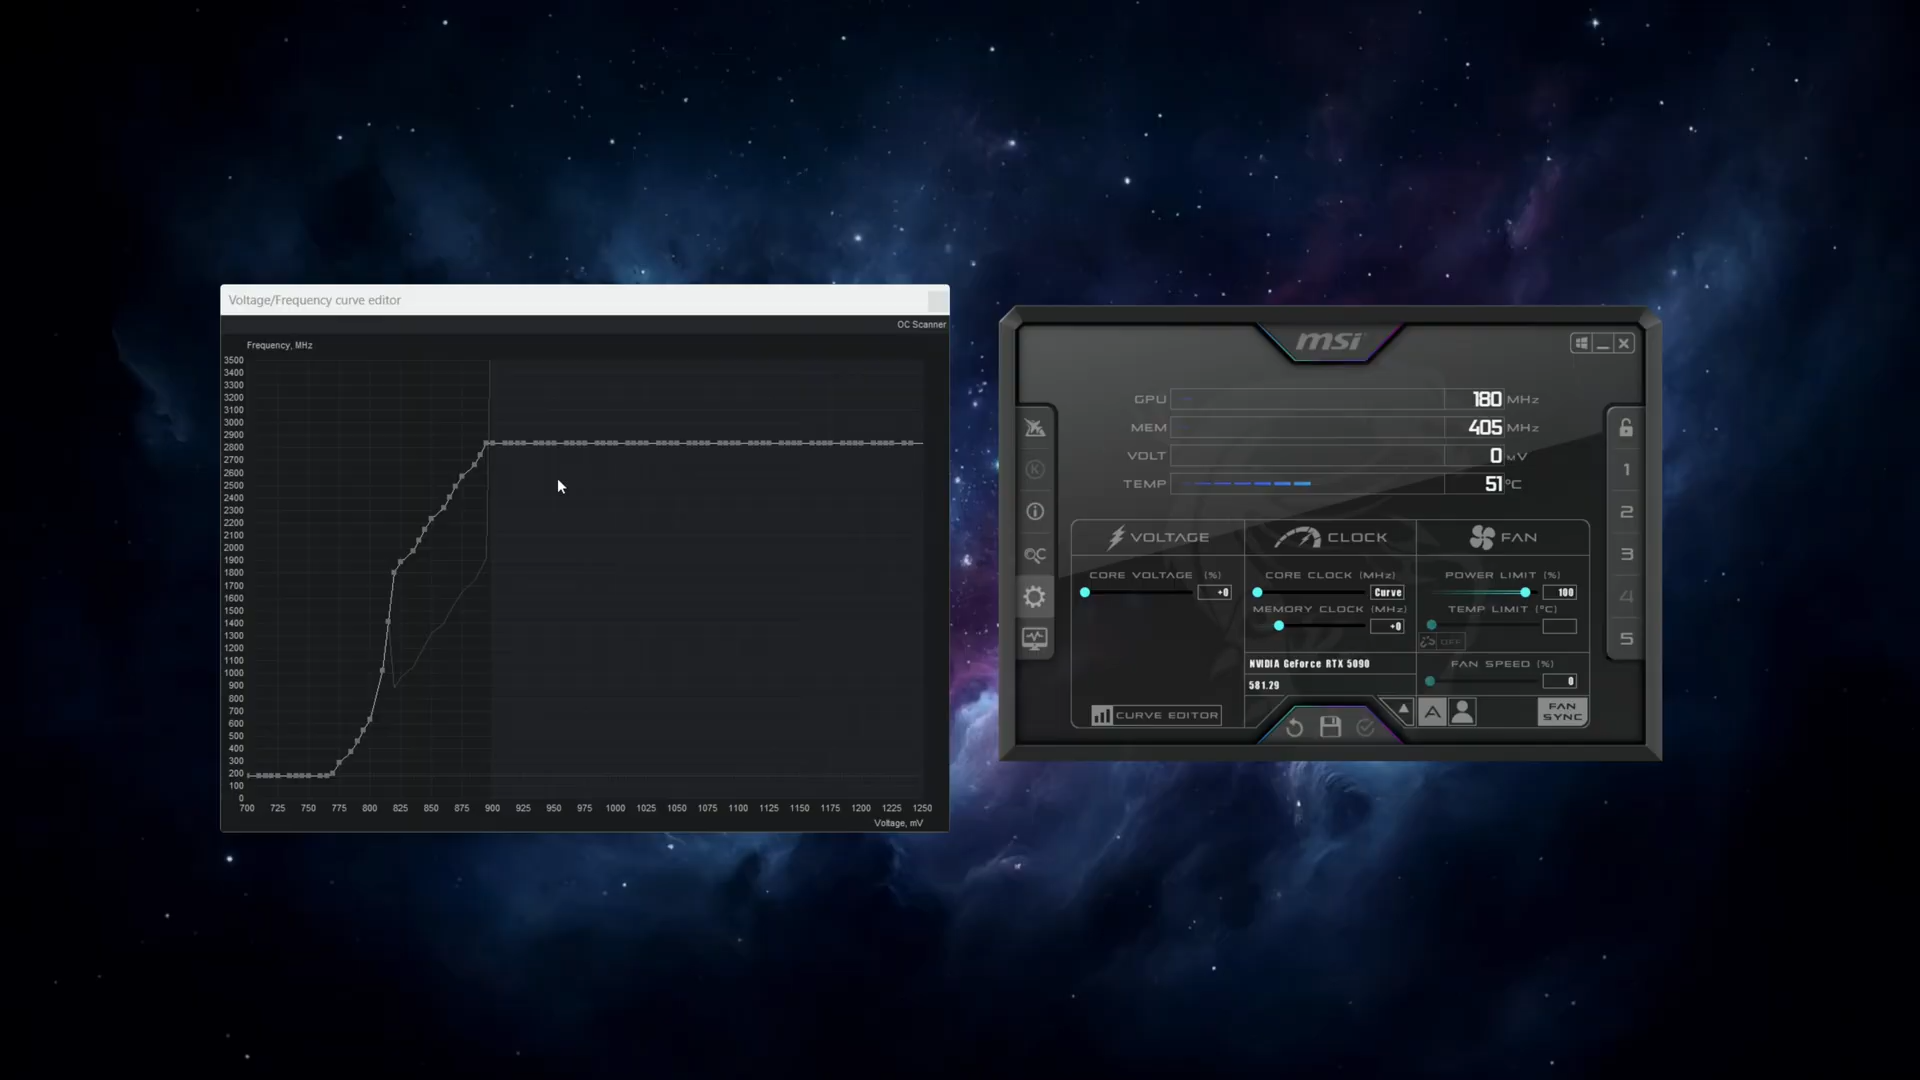 Voltage/Frequency curve editor
OC Scanner
Frequency, MHz
3500
3400
3300
3200
3100
3000
2900
2800
2700
2600
2500
2400
2300
2200
2100
2000
1900
1800
1700
1600
1500
1400
1300
1200
1100
1000
900
800
700
600
500
400
300
200
100
0
700 725 750 775 800 825 850 875 900 925 950 975 1000 1025 1050 1075 1100 1125 1150 1175 1200 1225 1250
Voltage, mV
msi
GPU 180 MHz
MEM 405 MHz
VOLT 0 mV
TEMP 51 °C
K
OC
1
2
3
4
5
VOLTAGE
CORE VOLTAGE (%)
+0
CURVE EDITOR
CLOCK
CORE CLOCK (MHz)
Curve
MEMORY CLOCK (MHz)
+0
NVIDIA GeForce RTX 5090
581.29
FAN
POWER LIMIT (%)
100
TEMP LIMIT (°C)
OFF
FAN SPEED (%)
0
A
FAN
SYNC